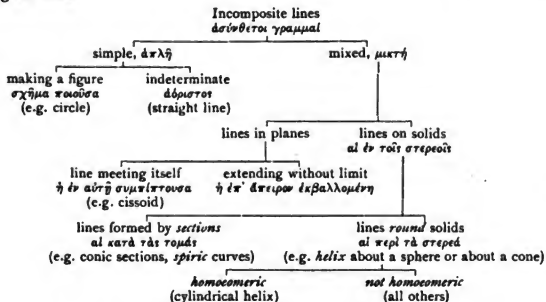 Incomposite lines
ἀσύνθετοι γραμμαί
simple, ἁπλῆ
mixed, μικτή
making a figure
σχῆμα ποιοῦσα
(e.g. circle)
indeterminate
ἀόριστος
(straight line)
lines in planes
lines on solids
αἱ ἐν τοῖς στερεοῖς
line meeting itself
ἡ ἐν αὑτῇ συμπίπτουσα
(e.g. cissoid)
extending without limit
ἡ ἐπ' ἄπειρον ἐκβαλλομένη
lines formed by sections
αἱ κατὰ τὰς τομάς
(e.g. conic sections, spiric curves)
lines round solids
αἱ περὶ τὰ στερεά
(e.g. helix about a sphere or about a cone)
homoeomeric
(cylindrical helix)
not homoeomeric
(all others)